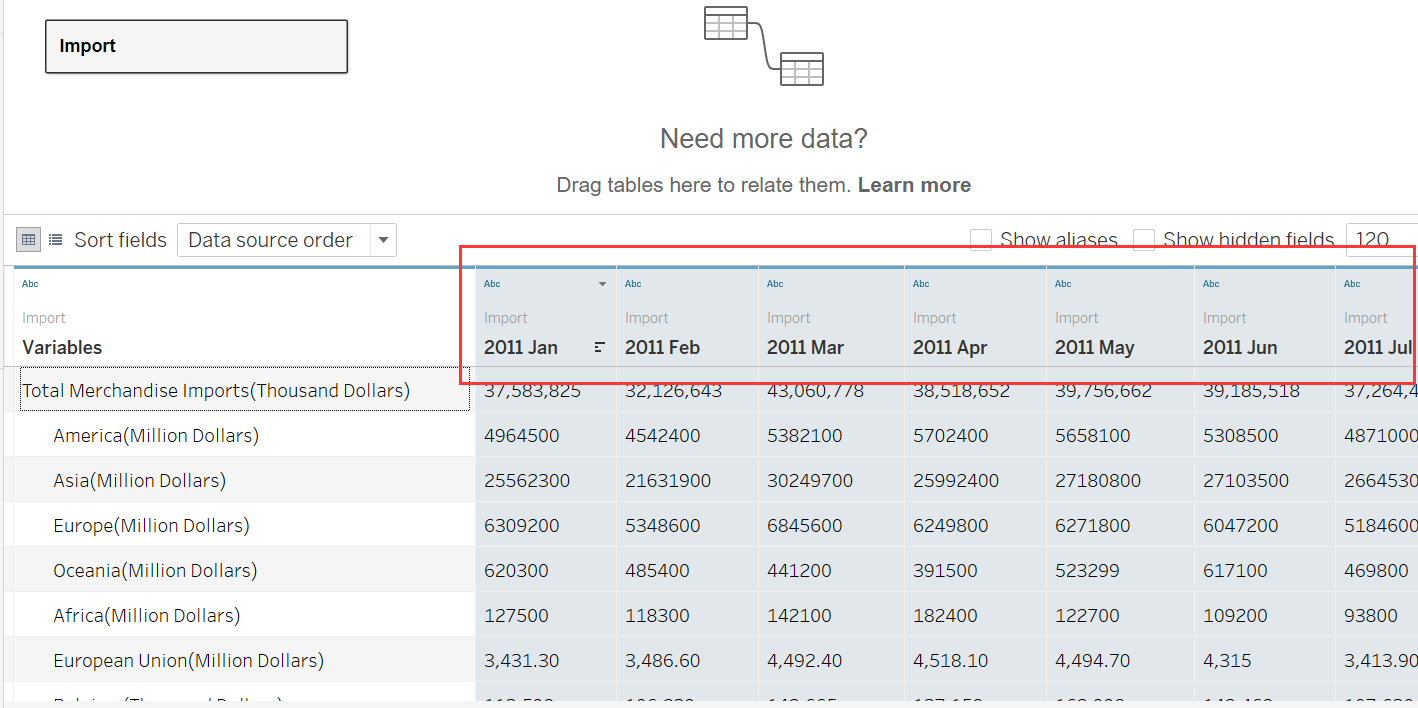 Import
Need more data?
Drag tables here to relate them. Learn more
Sort fields Data source order Show aliases Show hidden fields 120
Abc Abc Abc Abc Abc Abc Abc Abc
Import Import Import Import Import Import Import Import
Variables 2011 Jan 2011 Feb 2011 Mar 2011 Apr 2011 May 2011 Jun 2011 Jul
Total Merchandise Imports(Thousand Dollars) 37,583,825 32,126,643 43,060,778 38,518,652 39,756,662 39,185,518 37,264,4
America(Million Dollars) 4964500 4542400 5382100 5702400 5658100 5308500 4871000
Asia(Million Dollars) 25562300 21631900 30249700 25992400 27180800 27103500 2664530
Europe(Million Dollars) 6309200 5348600 6845600 6249800 6271800 6047200 5184600
Oceania(Million Dollars) 620300 485400 441200 391500 523299 617100 469800
Africa(Million Dollars) 127500 118300 142100 182400 122700 109200 93800
European Union(Million Dollars) 3,431.30 3,486.60 4,492.40 4,518.10 4,494.70 4,315 3,413.90